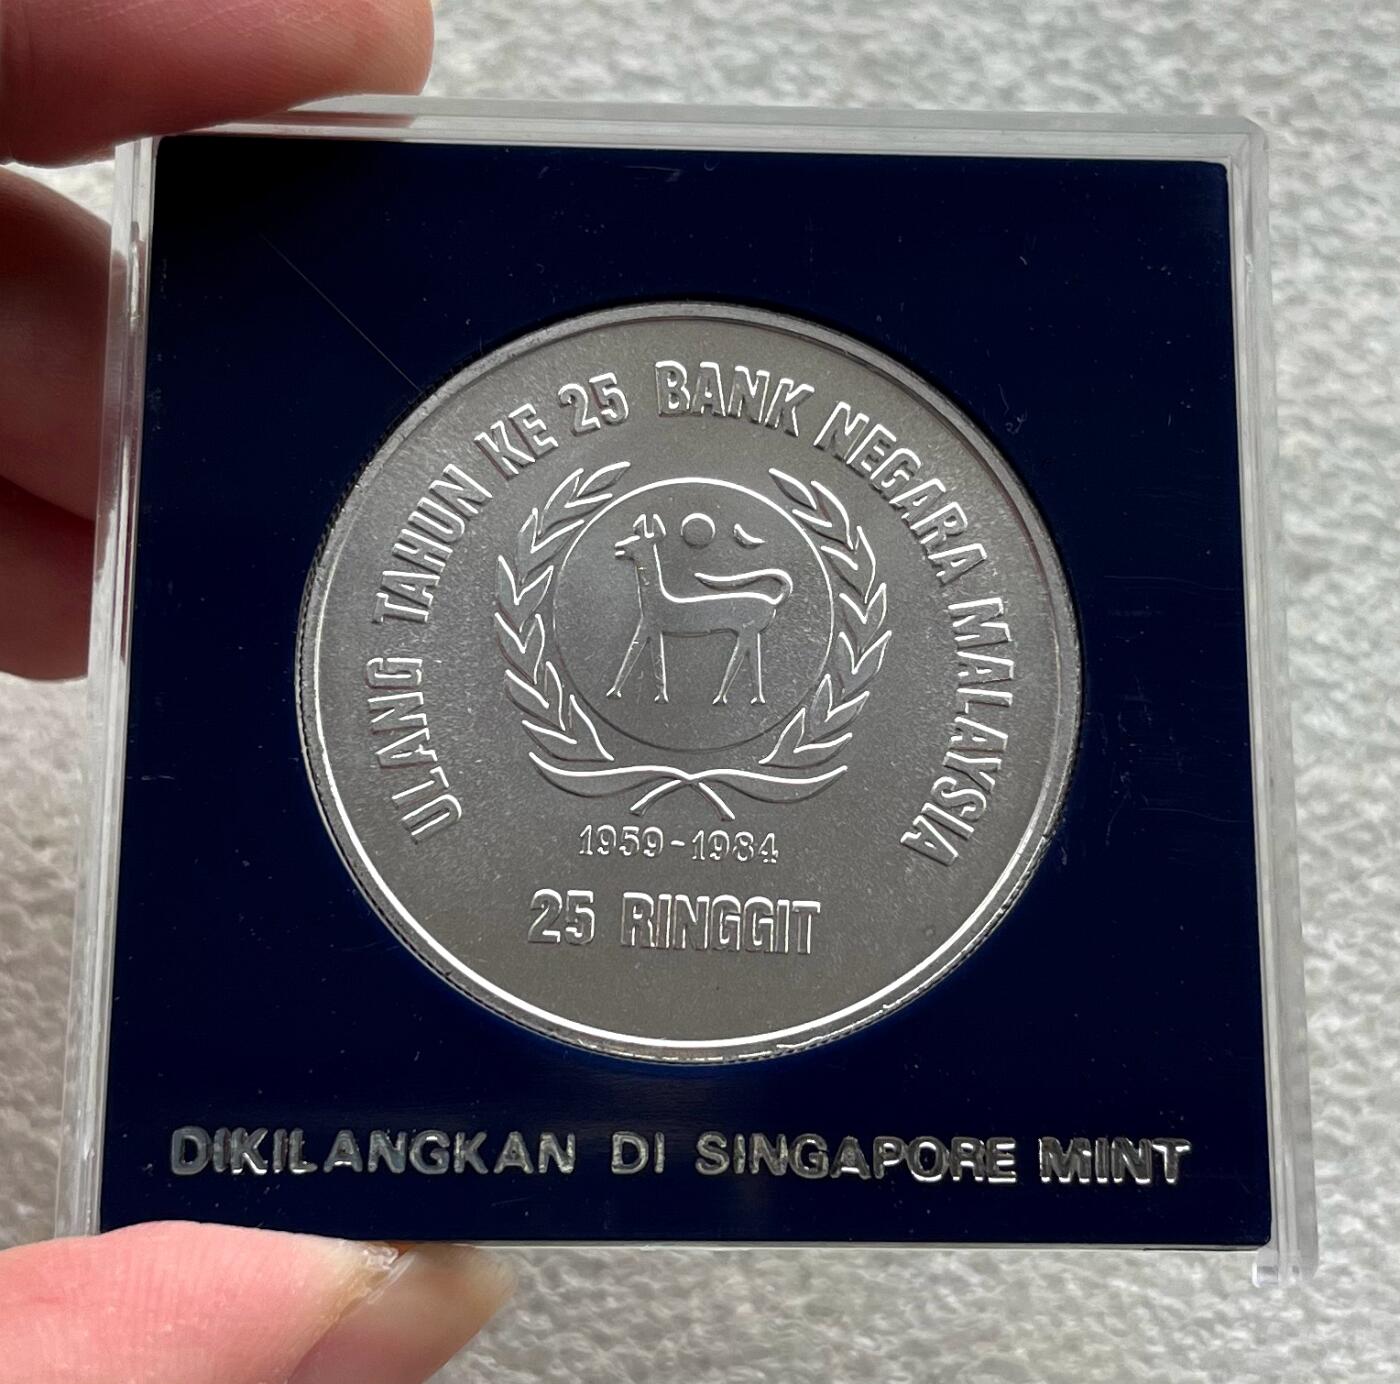 ULANG TAHUN KE 25 BANK NEGARA MALAYSIA
1959-1984
25 RINGGIT
DIKILANGKAN DI SINGAPORE MINT